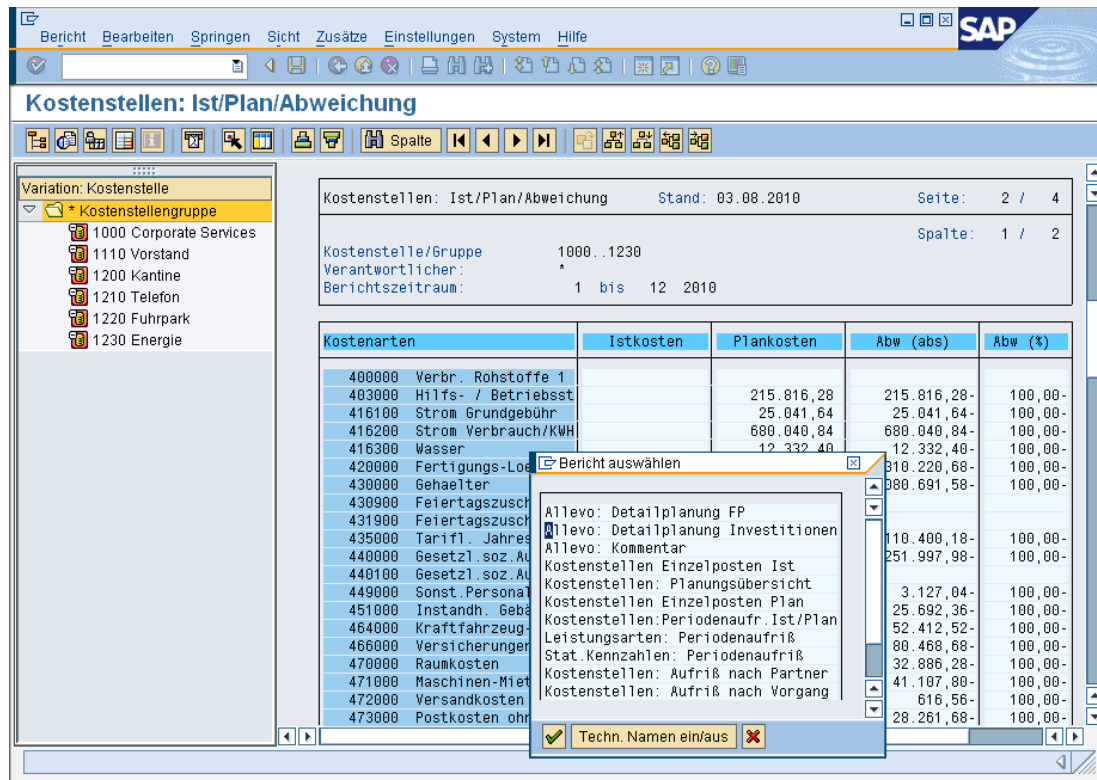 Bericht Bearbeiten Springen Sicht Zusätze Einstellungen System Hilfe
SAP
Kostenstellen: Ist/Plan/Abweichung
Spalte
Variation: Kostenstelle
* Kostenstellengruppe
1000 Corporate Services
1110 Vorstand
1200 Kantine
1210 Telefon
1220 Fuhrpark
1230 Energie
Kostenstellen: Ist/Plan/Abweichung Stand: 03.08.2010 Seite: 2 / 4
Spalte: 1 / 2
Kostenstelle/Gruppe 1000..1230
Verantwortlicher: *
Berichtszeitraum: 1 bis 12 2010
Kostenarten Istkosten Plankosten Abw (abs) Abw (%)
400000 Verbr. Rohstoffe 1
403000 Hilfs- / Betriebsst 215.816,28 215.816,28- 100,00-
416100 Strom Grundgebühr 25.041,64 25.041,64- 100,00-
416200 Strom Verbrauch/KWH 680.040,84 680.040,84- 100,00-
416300 Wasser 12.332,40 12.332,40- 100,00-
420000 Fertigungs-Loe 310.220,68- 100,00-
430000 Gehaelter 080.691,58- 100,00-
430900 Feiertagszusch
431900 Feiertagszusch
435000 Tarifl. Jahres 110.400,18- 100,00-
440000 Gesetzl.soz.Au 251.997,98- 100,00-
440100 Gesetzl.soz.Au
449000 Sonst.Personal 3.127,04- 100,00-
451000 Instandh. Gebä 25.692,36- 100,00-
464000 Kraftfahrzeug- 52.412,52- 100,00-
466000 Versicherunger 80.468,68- 100,00-
470000 Raumkosten 32.886,28- 100,00-
471000 Maschinen-Miet 41.107,80- 100,00-
472000 Versandkosten 616,56- 100,00-
473000 Postkosten ohr 28.261,68- 100,00-
Bericht auswählen
Allevo: Detailplanung FP
Allevo: Detailplanung Investitionen
Allevo: Kommentar
Kostenstellen Einzelposten Ist
Kostenstellen: Planungsübersicht
Kostenstellen Einzelposten Plan
Kostenstellen:Periodenaufr.Ist/Plan
Leistungsarten: Periodenaufriß
Stat.Kennzahlen: Periodenaufriß
Kostenstellen: Aufriß nach Partner
Kostenstellen: Aufriß nach Vorgang
Techn. Namen ein/aus